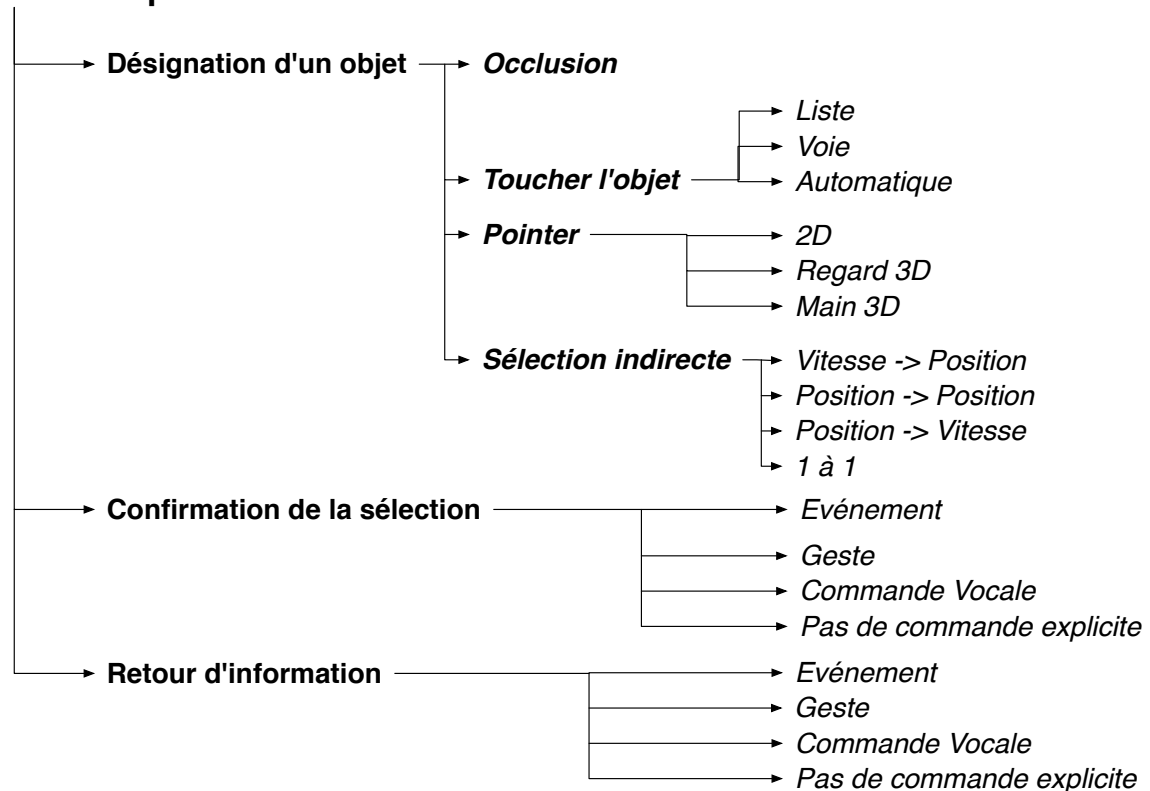 Désignation d'un objet
Occlusion
Toucher l'objet
Liste
Voie
Automatique
Pointer
2D
Regard 3D
Main 3D
Sélection indirecte
Vitesse -> Position
Position -> Position
Position -> Vitesse
1 à 1
Confirmation de la sélection
Evénement
Geste
Commande Vocale
Pas de commande explicite
Retour d'information
Evénement
Geste
Commande Vocale
Pas de commande explicite